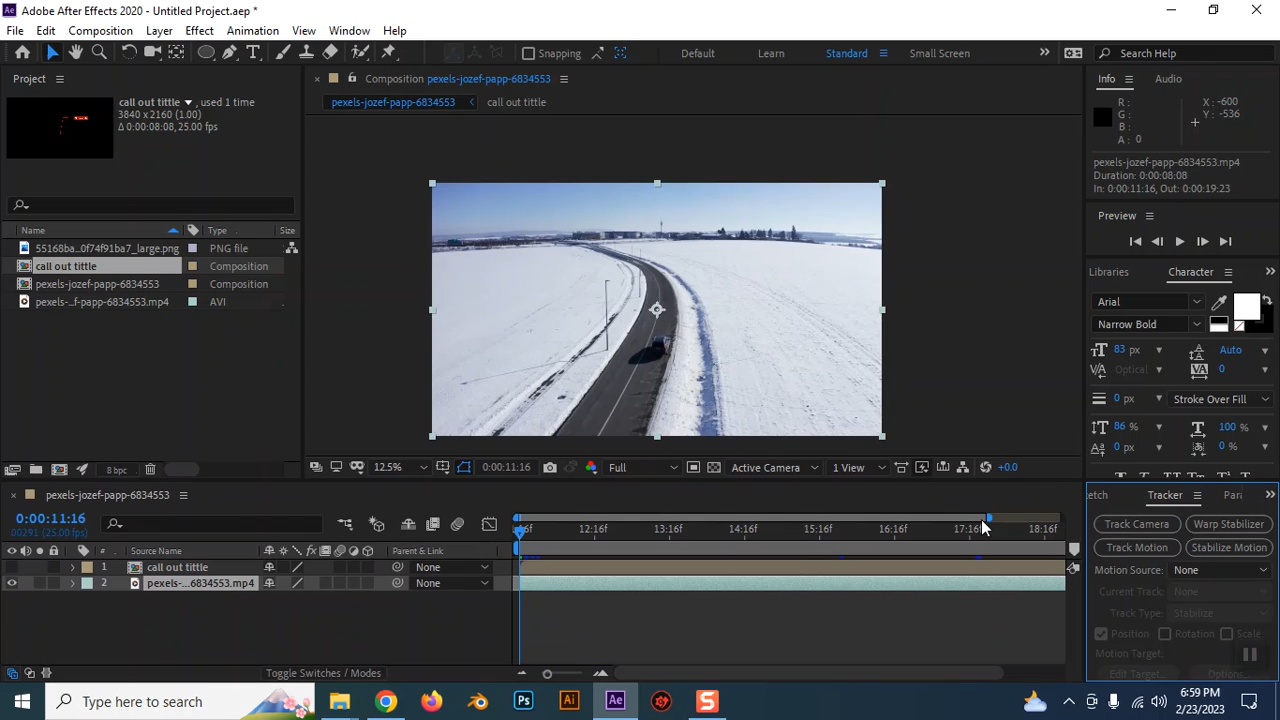 Adobe After Effects 2020 - Untitled Project.aep *
File Edit Composition Layer Effect Animation View Window Help
Snapping Default Learn Standard Small Screen Search Help
Project
call out tittle , used 1 time
3840 x 2160 (1.00)
Δ 0:00:08:08, 25.00 fps
Name Type Size
55168ba...0f74f91ba7_large.png PNG file
call out tittle Composition
pexels-jozef-papp-6834553 Composition
pexels-...f-papp-6834553.mp4 AVI
8 bpc
Composition pexels-jozef-papp-6834553
pexels-jozef-papp-6834553 call out tittle
12.5% 0:00:11:16 Full Active Camera 1 View +0.0
Info Audio
R : X : -600
G : Y : -536
B :
A : 0
pexels-jozef-papp-6834553.mp4
Duration: 0:00:08:08
In: 0:00:11:16, Out: 0:00:19:23
Preview
Libraries Character
Arial
Narrow Bold
83 px Auto
Optical 0
0 px Stroke Over Fill
86 % 100 %
0 px 0 %
etch Tracker Para
Track Camera Warp Stabilizer
Track Motion Stabilize Motion
Motion Source: None
Current Track: None
Track Type: Stabilize
Position Rotation Scale
Motion Target:
Edit Target... Options...
pexels-jozef-papp-6834553
0:00:11:16
00291 (25.00 fps)
12:16f 13:16f 14:16f 15:16f 16:16f 17:16f 18:16f
# Source Name Parent & Link
1 call out tittle None
2 pexels-...6834553.mp4 None
Toggle Switches / Modes
Type here to search
6:59 PM
2/23/2023